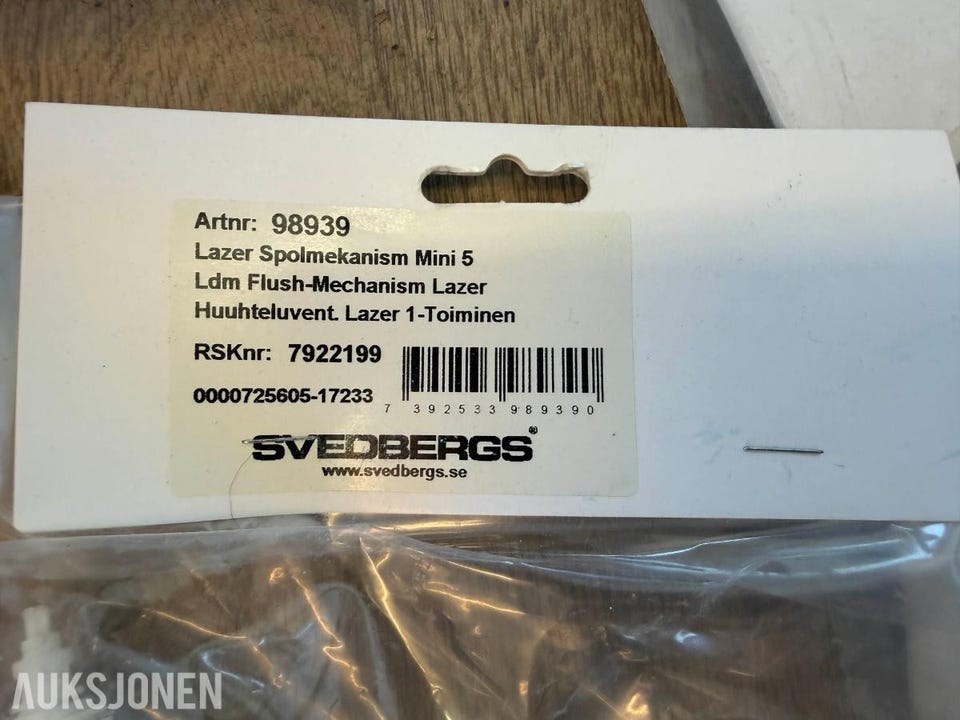 Artnr: 98939
Lazer Spolmekanism Mini 5
Ldm Flush-Mechanism Lazer
Huuhteluvent. Lazer 1-Toiminen
RSKnr: 7922199
0000725605-17233
7 392533 989390
SVEDBERGS®
www.svedbergs.se
AUKSJONEN